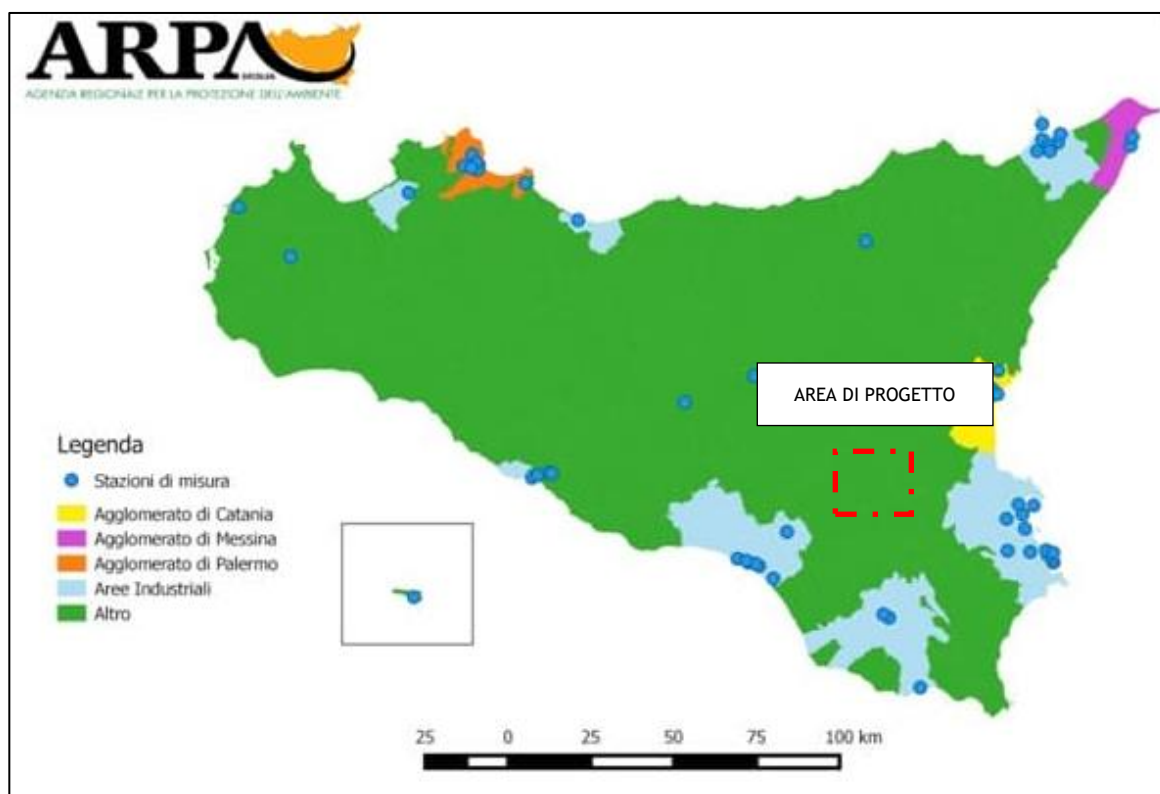 ARPA
SICILIA
AGENZIA REGIONALE PER LA PROTEZIONE DELL'AMBIENTE
AREA DI PROGETTO
Legenda
Stazioni di misura
Agglomerato di Catania
Agglomerato di Messina
Agglomerato di Palermo
Aree Industriali
Altro
25 0 25 50 75 100 km